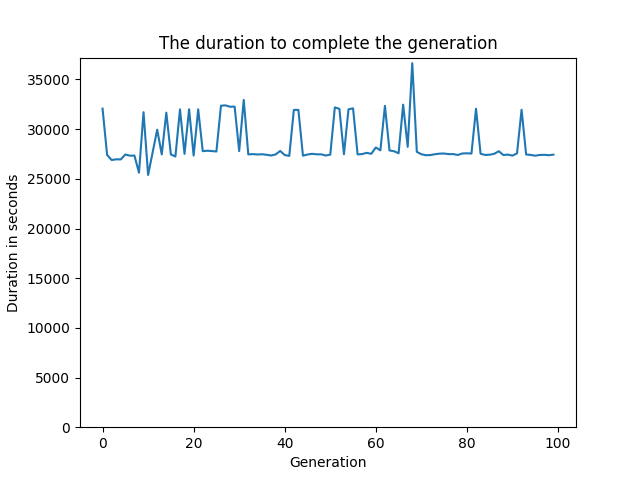 The duration to complete the generation
Duration in seconds
35000
30000
25000
20000
15000
10000
5000
0
0 20 40 60 80 100
Generation